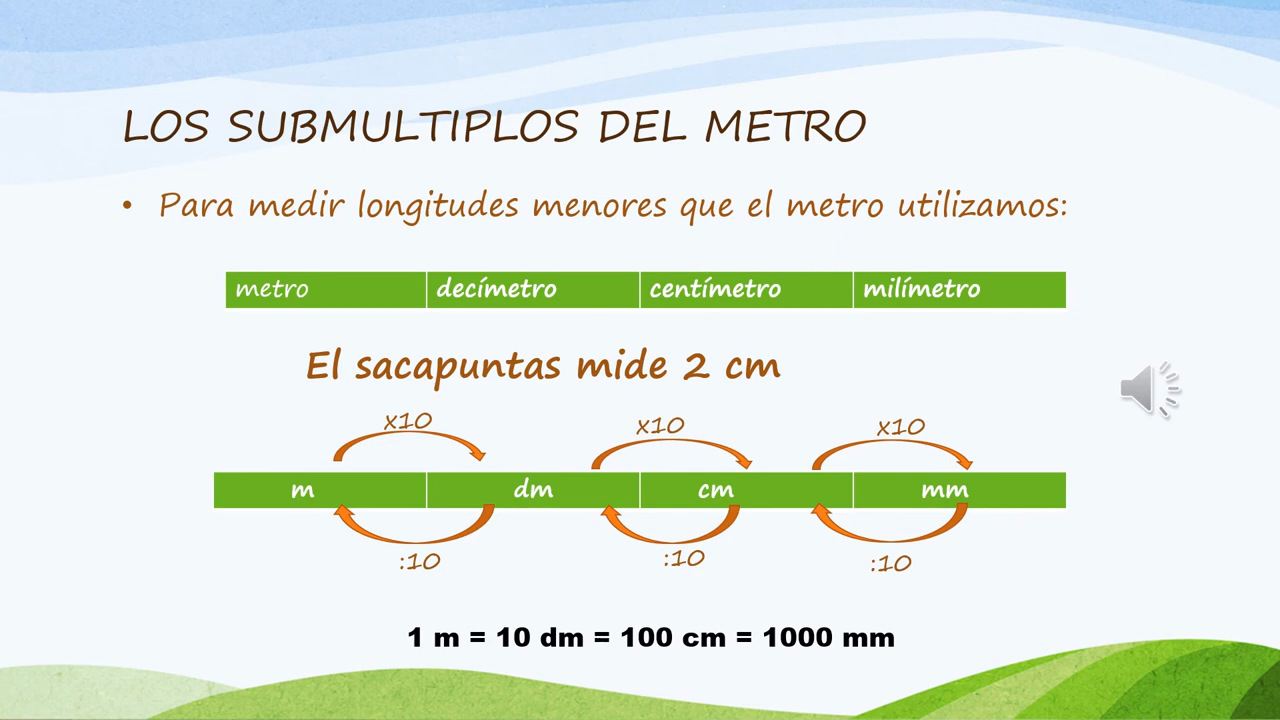 LOS SUBMULTIPLOS DEL METRO
• Para medir longitudes menores que el metro utilizamos:
metro decímetro centímetro milímetro
El sacapuntas mide 2 cm
x10 x10 x10
m dm cm mm
:10 :10 :10
1 m = 10 dm = 100 cm = 1000 mm